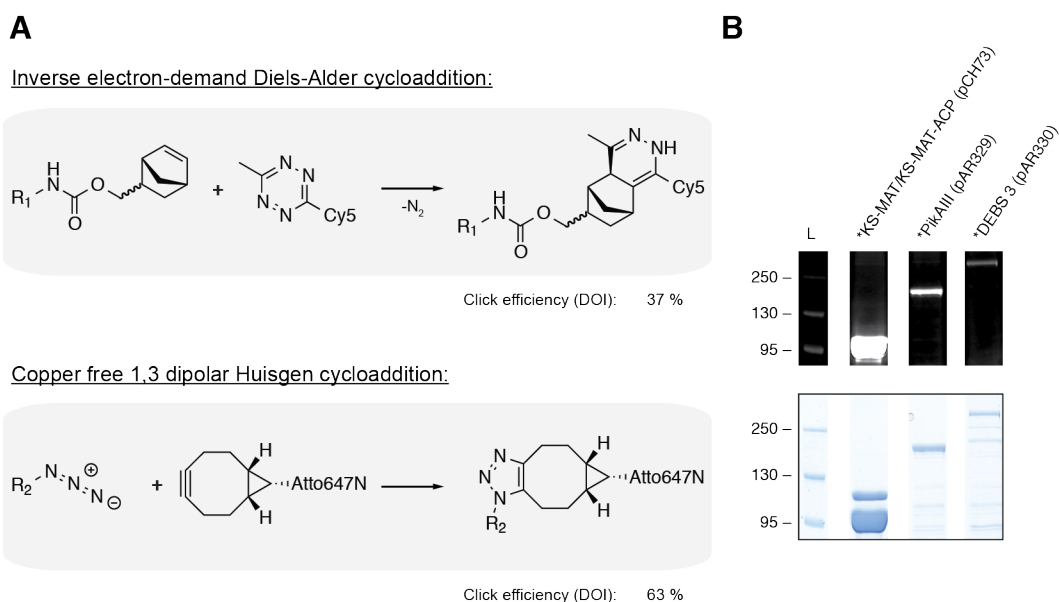 A
Inverse electron-demand Diels-Alder cycloaddition:
R1 H N O O
+
N N N N Cy5
-N2
R1 H N O O N NH Cy5
Click efficiency (DOI): 37 %
Copper free 1,3 dipolar Huisgen cycloaddition:
R2 N N N ⊕ ⊖
+
H H Atto647N
N N N R2 H H Atto647N
Click efficiency (DOI): 63 %
B
L
*KS-MAT/KS-MAT-ACP (pCH73)
*PikAIII (pAR329)
*DEBS 3 (pAR330)
250 –
130 –
95 –
250 –
130 –
95 –